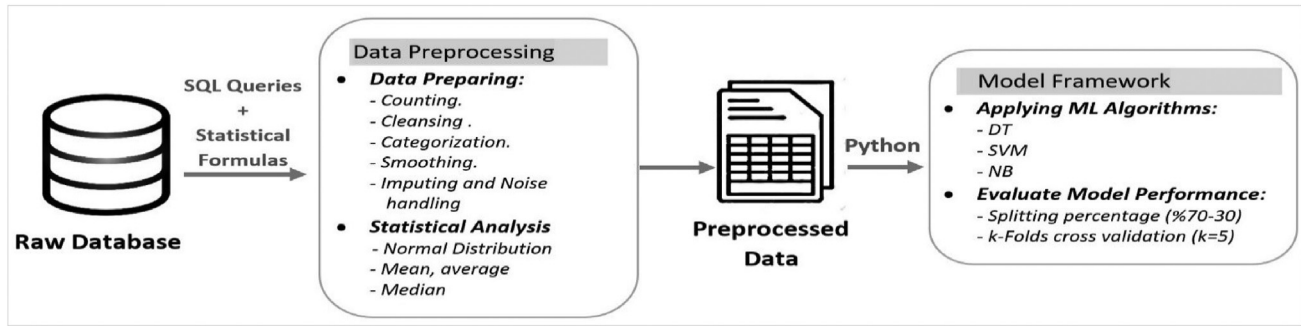 SQL Queries
+
Statistical
Formulas
Raw Database
Data Preprocessing
• Data Preparing:
- Counting.
- Cleansing .
- Categorization.
- Smoothing.
- Imputing and Noise
handling
• Statistical Analysis
- Normal Distribution
- Mean, average
- Median
Preprocessed
Data
Python
Model Framework
• Applying ML Algorithms:
- DT
- SVM
- NB
• Evaluate Model Performance:
- Splitting percentage (%70-30)
- k-Folds cross validation (k=5)